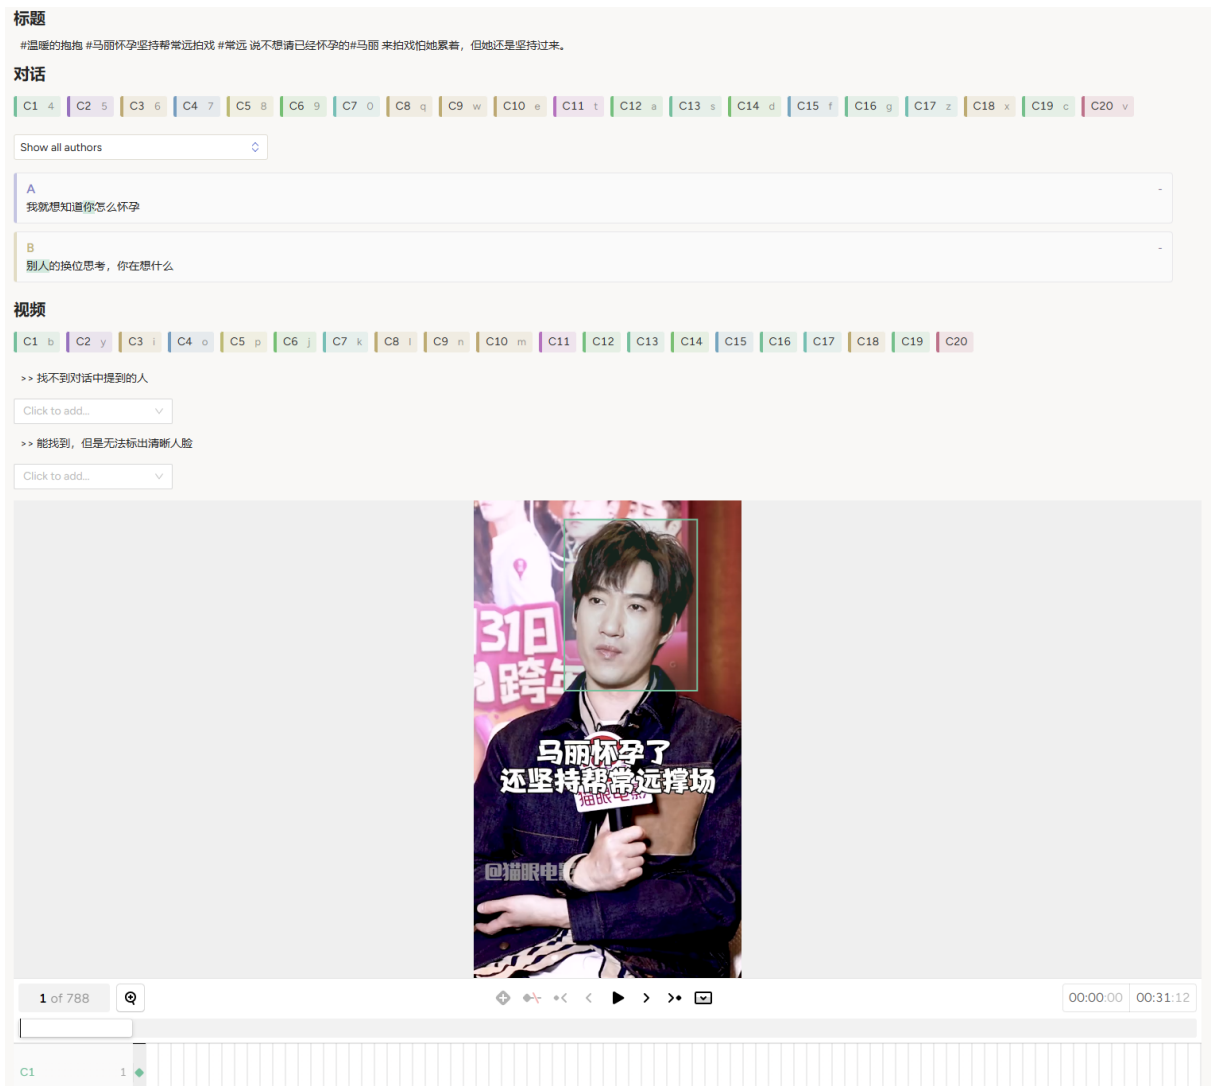 标题
#温暖的抱抱 #马丽怀孕坚持帮常远拍戏 #常远 说不想请已经怀孕的#马丽 来拍戏怕她累着，但她还是坚持过来。
对话
C1 4 C2 5 C3 6 C4 7 C5 8 C6 9 C7 0 C8 q C9 w C10 e C11 t C12 a C13 s C14 d C15 f C16 g C17 z C18 x C19 c C20 v
Show all authors
A -
我就想知道你怎么怀孕
B -
别人的换位思考，你在想什么
视频
C1 b C2 y C3 i C4 o C5 p C6 j C7 k C8 l C9 n C10 m C11 C12 C13 C14 C15 C16 C17 C18 C19 C20
>> 找不到对话中提到的人
Click to add...
>> 能找到，但是无法标出清晰人脸
Click to add...
31日
跨年
马丽怀孕了
还坚持帮常远撑场
猫眼电影
@猫眼电影
1 of 788 00:00:00 00:31:12
C1 1